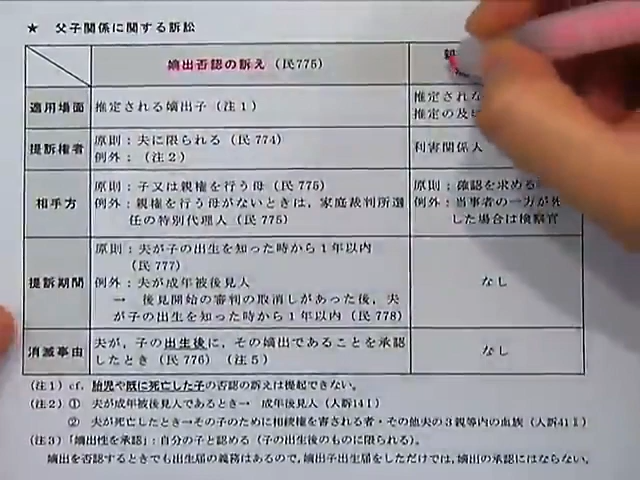 ★ 父子関係に関する訴訟
嫡出否認の訴え（民775）
適用場面
推定される嫡出子（注1）
推定されな
推定の及
提訴権者
原則：夫に限られる（民774）
例外：（注2）
利害関係人
相手方
原則：子又は親権を行う母（民775）
例外：親権を行う母がないときは，家庭裁判所選
任の特別代理人（民775）
原則：確認を求める
例外：当事者の一方が死
した場合は検察官
提訴期間
原則：夫が子の出生を知った時から1年以内
（民777）
例外：夫が成年被後見人
→ 後見開始の審判の取消しがあった後，夫
が子の出生を知った時から1年以内（民778）
なし
消滅事由
夫が，子の出生後に，その嫡出であることを承認
したとき（民776）（注5）
なし
（注1）cf. 胎児や既に死亡した子の否認の訴えは提起できない。
（注2）① 夫が成年被後見人であるとき→ 成年後見人（人訴14Ⅰ）
② 夫が死亡したとき→その子のために相続権を害される者・その他夫の3親等内の血族（人訴41Ⅰ）
（注3）「嫡出性を承認」：自分の子と認める（子の出生後のものに限られる）。
嫡出を否認するときでも出生届の義務はあるので，嫡出子出生届をしただけでは，嫡出の承認にはならない。